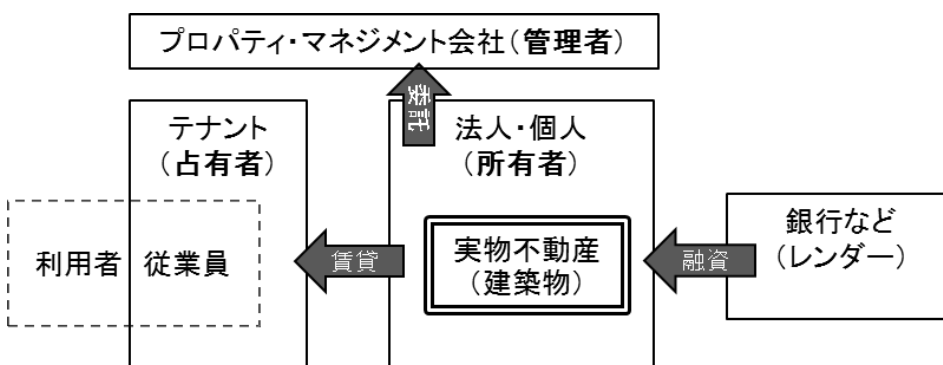 プロパティ・マネジメント会社(管理者)
委託
テナント
(占有者)
法人・個人
(所有者)
銀行など
(レンダー)
利用者
従業員
賃貸
実物不動産
(建築物)
融資